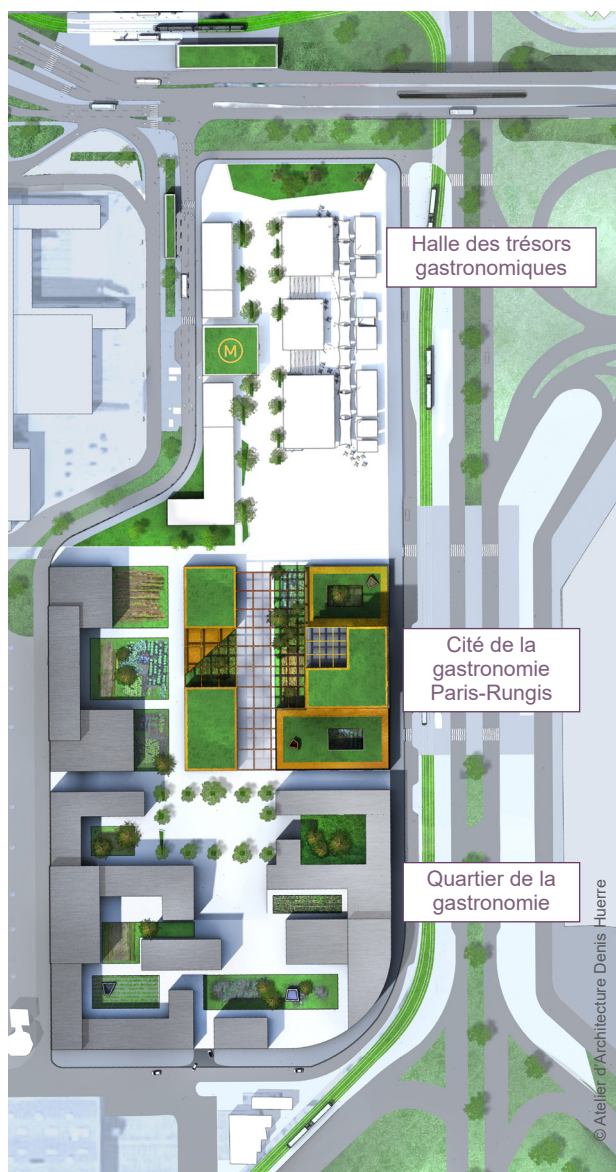 Halle des trésors
gastronomiques
M
Cité de la
gastronomie
Paris-Rungis
Quartier de la
gastronomie
© Atelier d'Architecture Denis Huerre